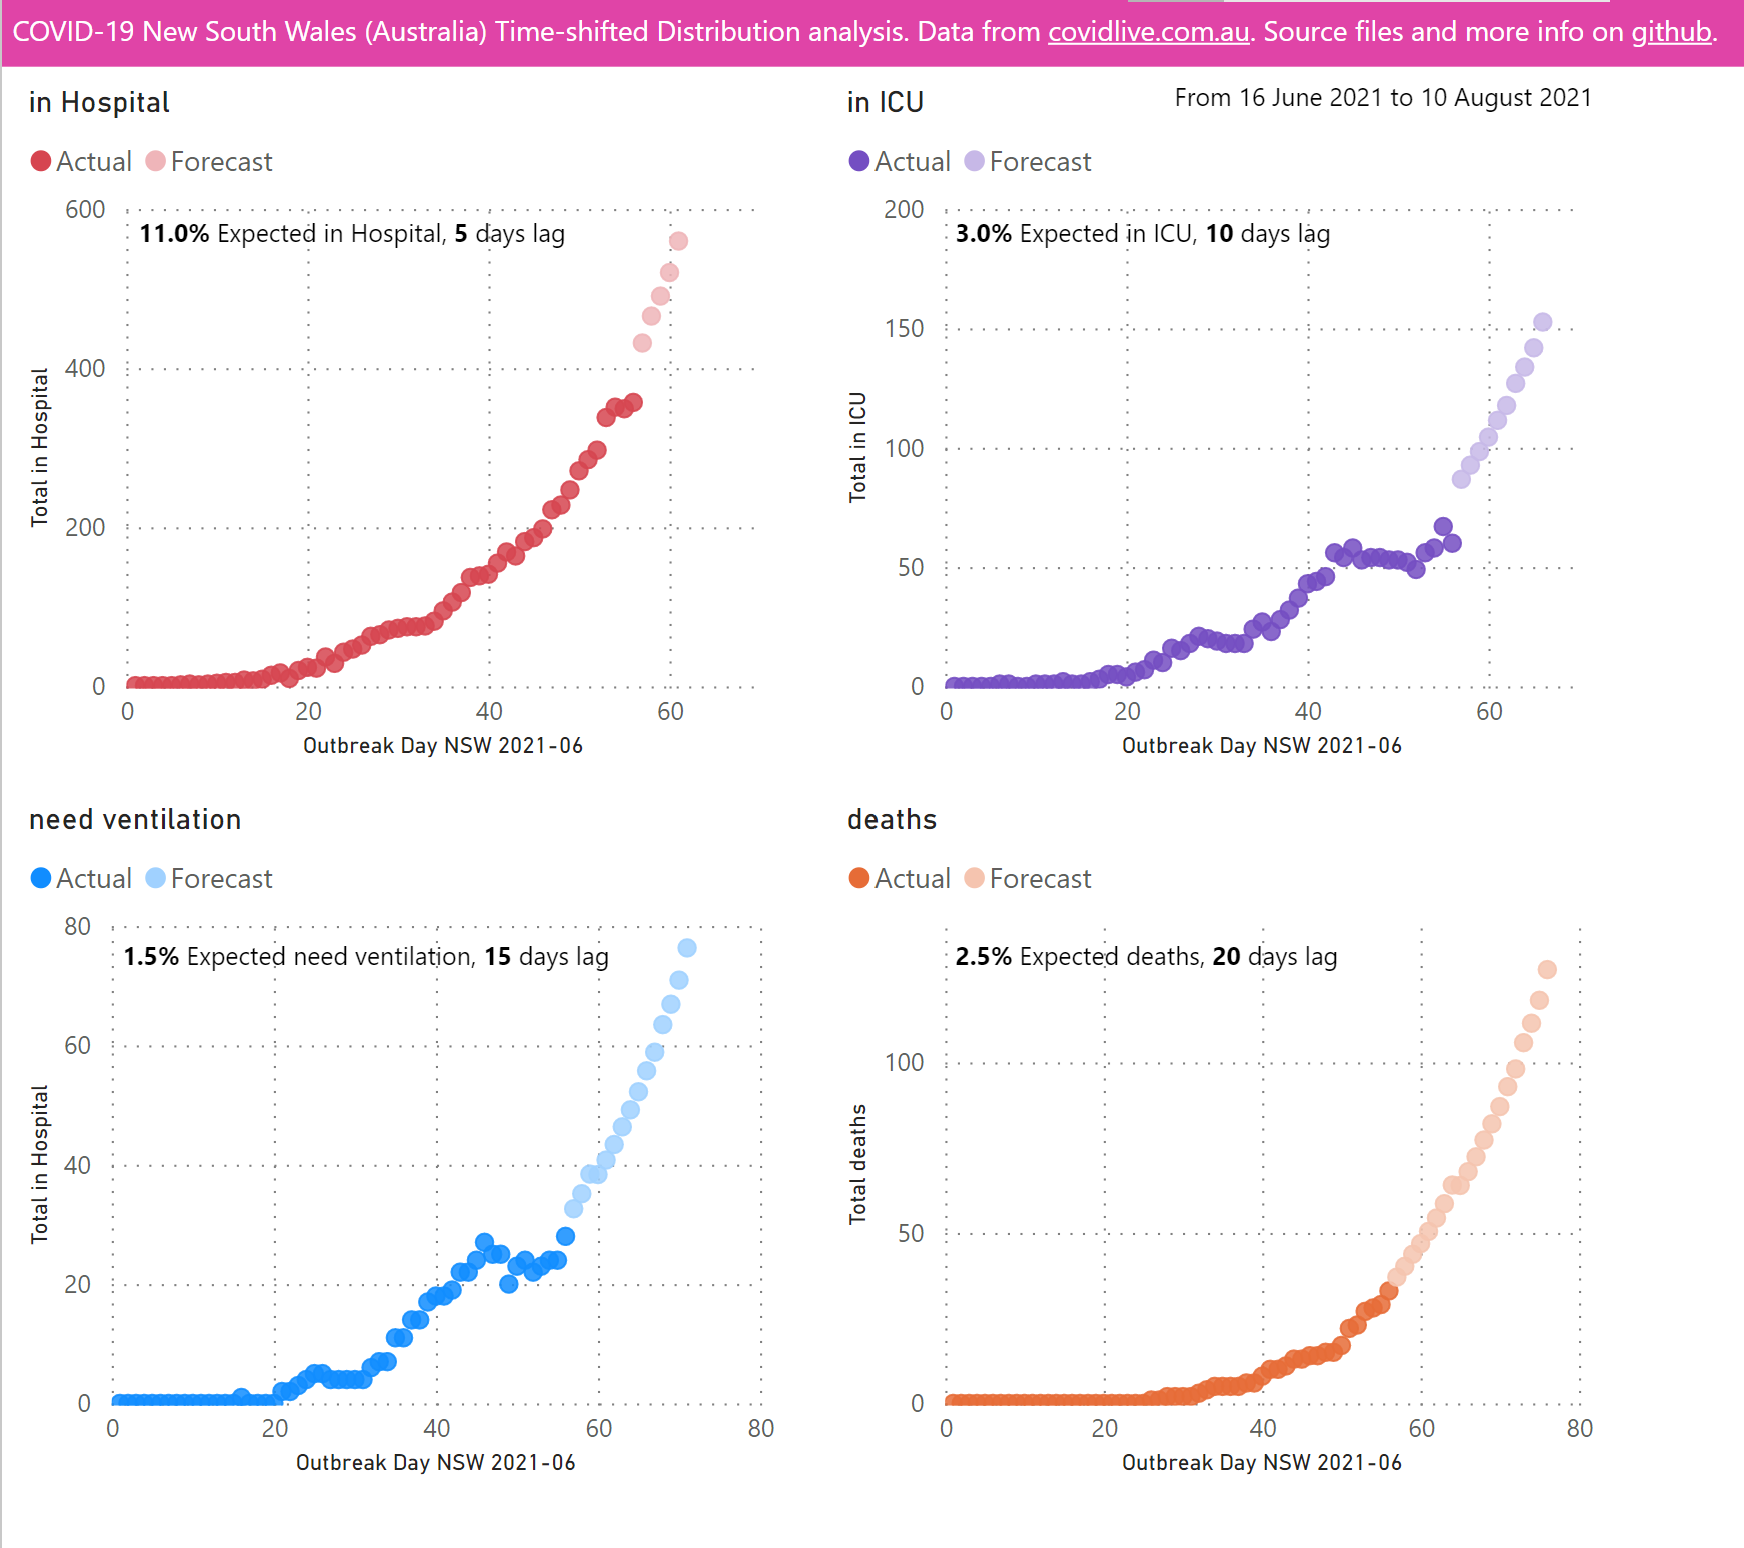 COVID-19 New South Wales (Australia) Time-shifted Distribution analysis. Data from covidlive.com.au. Source files and more info on github.
in Hospital
Actual Forecast
11.0% Expected in Hospital, 5 days lag
600
400
200
0
Total in Hospital
0 20 40 60
Outbreak Day NSW 2021-06
in ICU
From 16 June 2021 to 10 August 2021
Actual Forecast
3.0% Expected in ICU, 10 days lag
200
150
100
50
0
Total in ICU
0 20 40 60
Outbreak Day NSW 2021-06
need ventilation
Actual Forecast
1.5% Expected need ventilation, 15 days lag
80
60
40
20
0
Total in Hospital
0 20 40 60 80
Outbreak Day NSW 2021-06
deaths
Actual Forecast
2.5% Expected deaths, 20 days lag
100
50
0
Total deaths
0 20 40 60 80
Outbreak Day NSW 2021-06